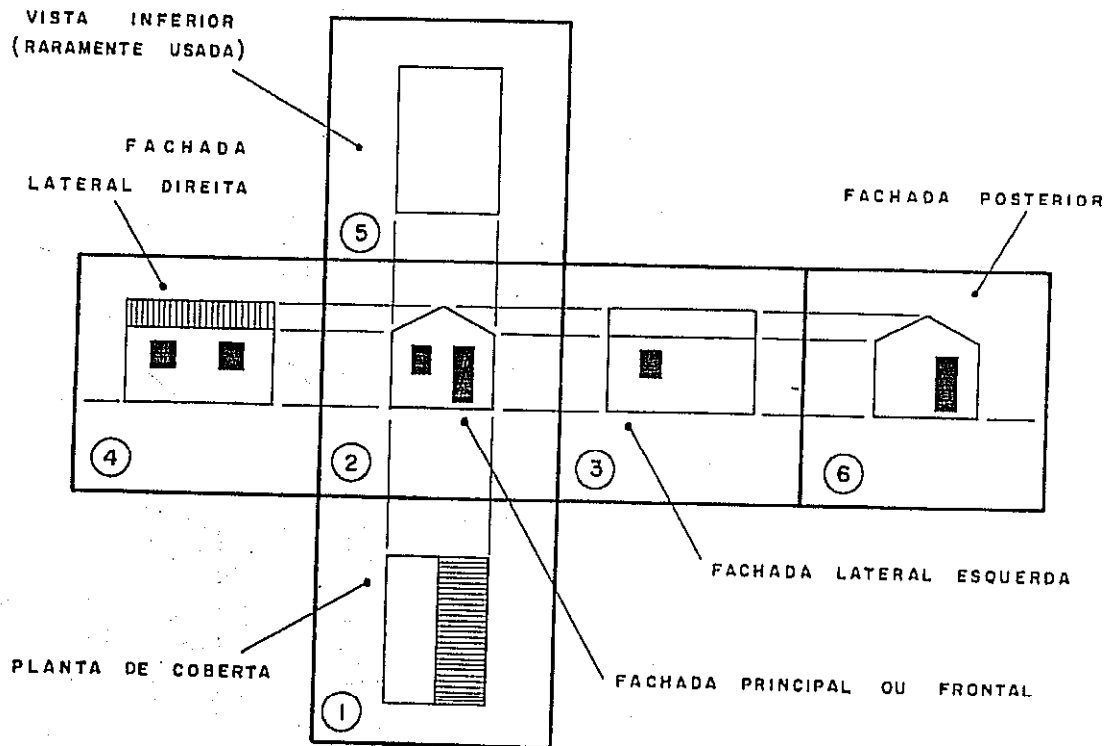 VISTA INFERIOR
(RARAMENTE USADA)
FACHADA
LATERAL DIREITA
FACHADA POSTERIOR
5
4
2
3
6
FACHADA LATERAL ESQUERDA
PLANTA DE COBERTA
FACHADA PRINCIPAL OU FRONTAL
1